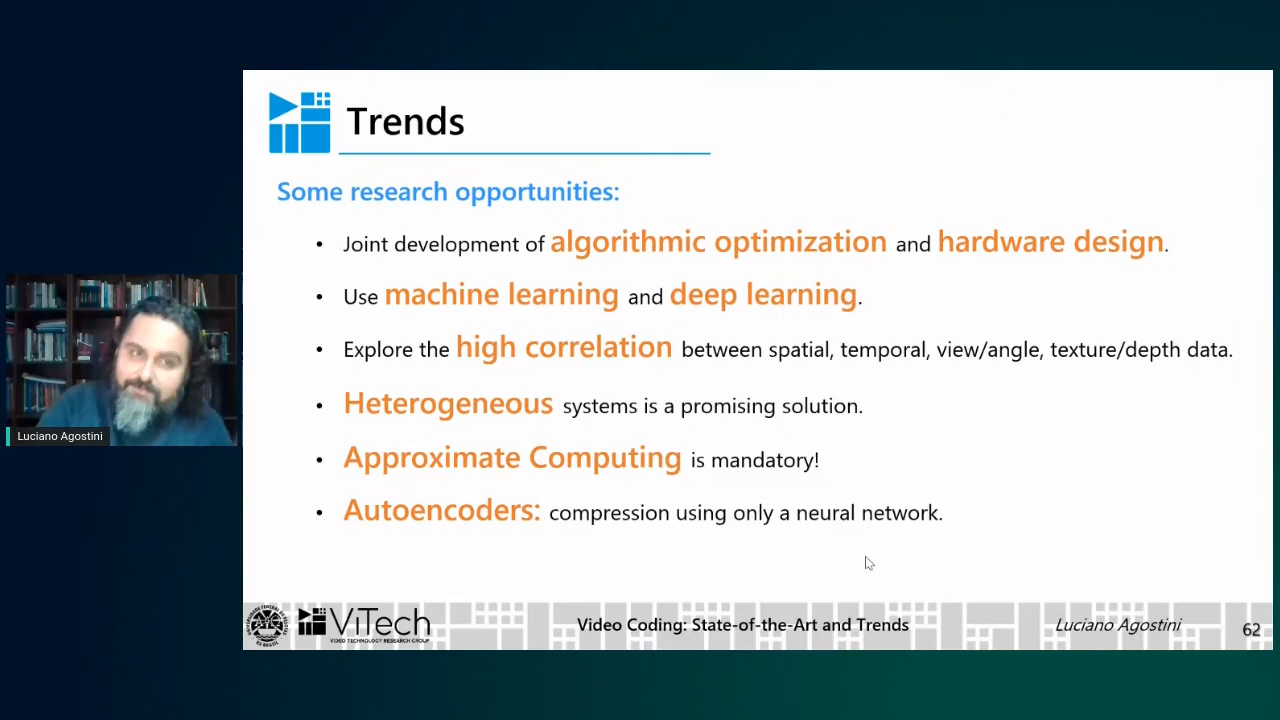 Trends
Some research opportunities:
• Joint development of algorithmic optimization and hardware design.
• Use machine learning and deep learning.
• Explore the high correlation between spatial, temporal, view/angle, texture/depth data.
• Heterogeneous systems is a promising solution.
• Approximate Computing is mandatory!
• Autoencoders: compression using only a neural network.
Luciano Agostini
ViTech
VIDEO TECHNOLOGY RESEARCH GROUP
Video Coding: State-of-the-Art and Trends
Luciano Agostini
62